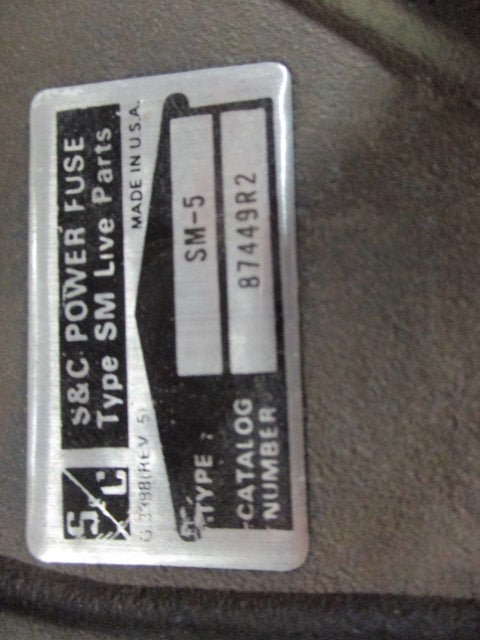 S&C
S&C POWER FUSE
Type SM Live Parts
MADE IN U.S.A.
TYPE
SM-5
CATALOG
NUMBER
87449R2